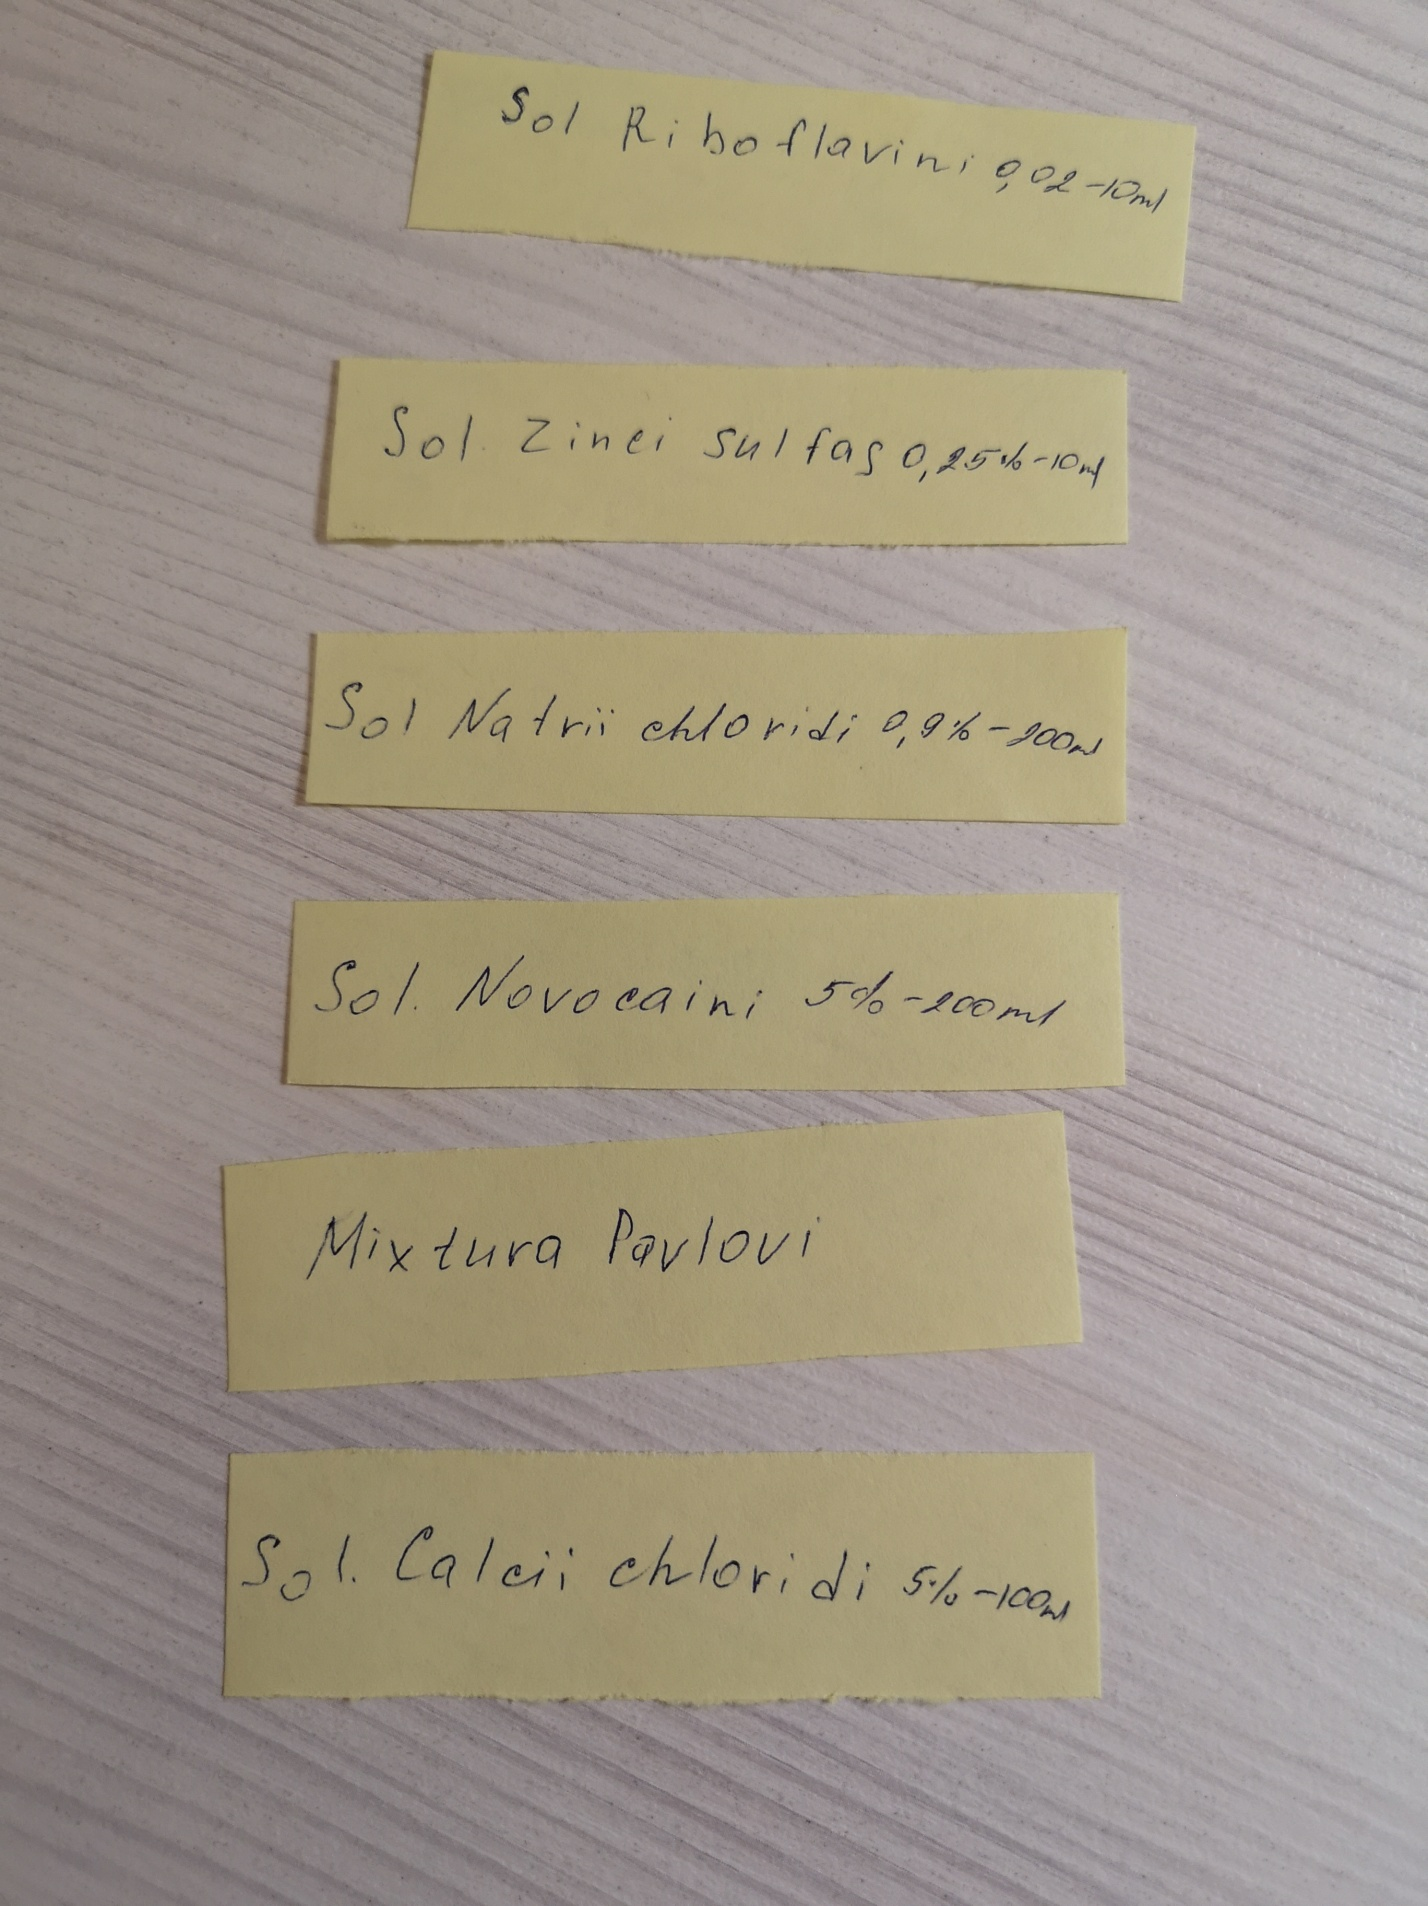 Sol Riboflavini 0,02-10ml
Sol. Zinci sulfas 0,25%-10ml
Sol Natrii chloridi 0,9%-200ml
Sol. Novocaini 5%-200ml
Mixtura Pavlovi
Sol. Calcii chloridi 5%-100ml